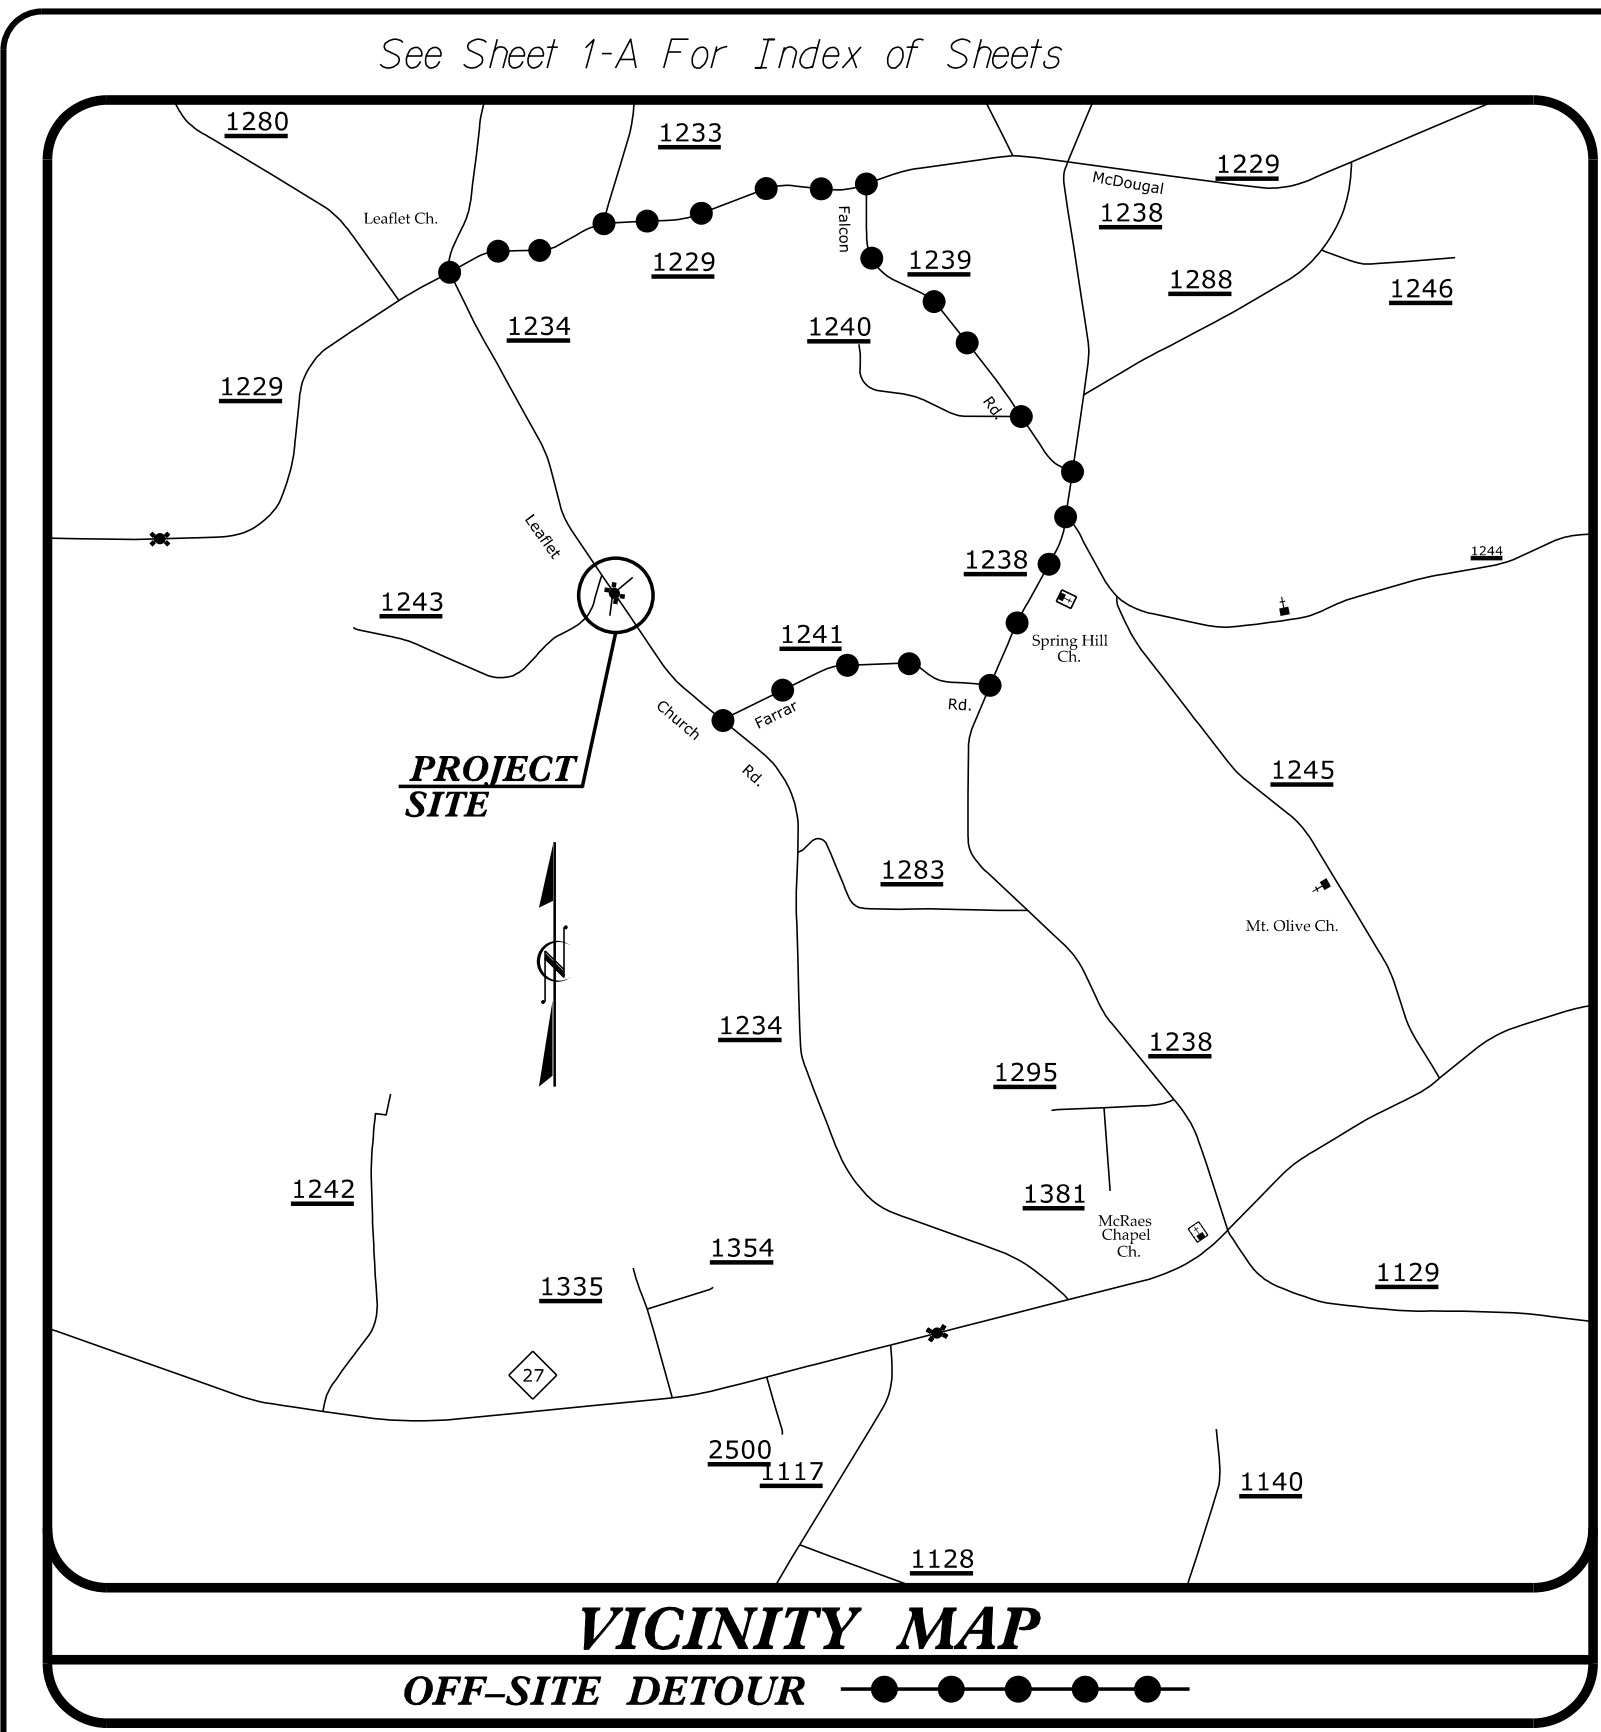 See Sheet 1-A For Index of Sheets
1280
1233
1229
McDougal
1238
Leaflet Ch.
Falcon
1229
1239
1288
1246
1234
1240
1229
Rd.
Leaflet
1244
1238
1243
1241
Spring Hill
Ch.
Farrar
Rd.
Church
Rd.
PROJECT
SITE
1245
1283
Mt. Olive Ch.
N
1234
1238
1295
1242
1381
McRaes
Chapel
Ch.
1354
1335
1129
27
2500
1117
1140
1128
VICINITY MAP
OFF–SITE DETOUR